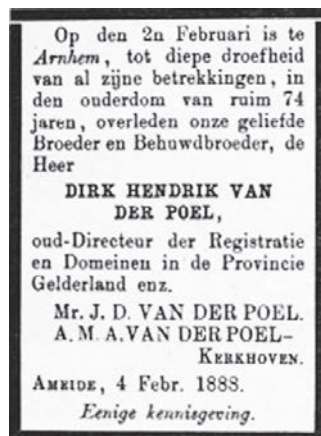 Op den 2n Februari is te
Arnhem, tot diepe droefheid
van al zijne betrekkingen, in
den ouderdom van ruim 74
jaren, overleden onze geliefde
Broeder en Behuwdbroeder, de
Heer
DIRK HENDRIK VAN
DER POEL,
oud-Directeur der Registratie
en Domeinen in de Provincie
Gelderland enz.
Mr. J. D. VAN DER POEL.
A. M. A. VAN DER POEL–
KERKHOVEN.
AMEIDE, 4 Febr. 1888.
Eenige kennisgeving.